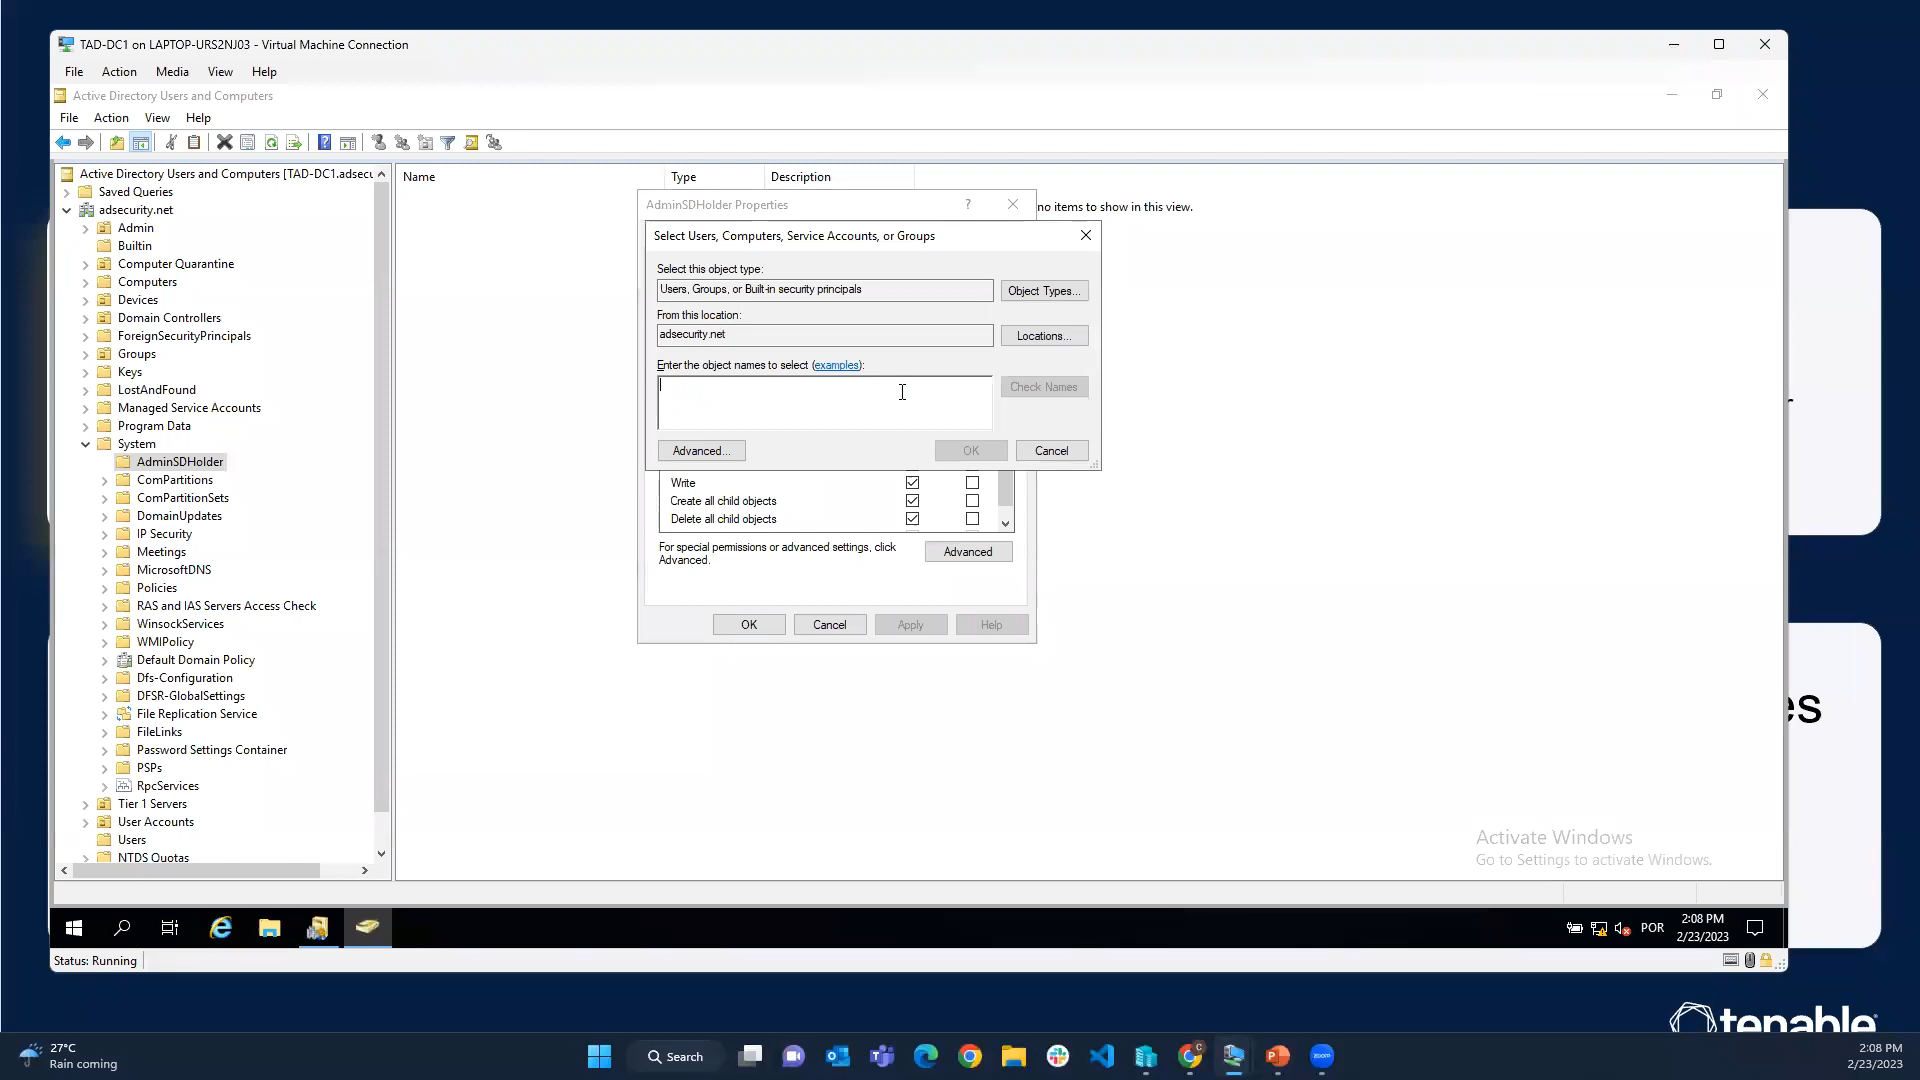 TAD-DC1 on LAPTOP-URS2NJ03 - Virtual Machine Connection
File Action Media View Help
Active Directory Users and Computers
File Action View Help
Active Directory Users and Computers [TAD-DC1.adsecu
Saved Queries
adsecurity.net
Admin
Builtin
Computer Quarantine
Computers
Devices
Domain Controllers
ForeignSecurityPrincipals
Groups
Keys
LostAndFound
Managed Service Accounts
Program Data
System
AdminSDHolder
ComPartitions
ComPartitionSets
DomainUpdates
IP Security
Meetings
MicrosoftDNS
Policies
RAS and IAS Servers Access Check
WinsockServices
WMIPolicy
Default Domain Policy
Dfs-Configuration
DFSR-GlobalSettings
File Replication Service
FileLinks
Password Settings Container
PSPs
RpcServices
Tier 1 Servers
User Accounts
Users
NTDS Quotas
Name Type Description
no items to show in this view.
AdminSDHolder Properties ?
Select Users, Computers, Service Accounts, or Groups
Select this object type:
Users, Groups, or Built-in security principals Object Types...
From this location:
adsecurity.net Locations...
Enter the object names to select (examples):
Check Names
Advanced... OK Cancel
Write
Create all child objects
Delete all child objects
For special permissions or advanced settings, click
Advanced. Advanced
OK Cancel Apply Help
Activate Windows
Go to Settings to activate Windows.
es
POR
2:08 PM
2/23/2023
Status: Running
tenable
27°C
Rain coming
Search
zoom
2:08 PM
2/23/2023